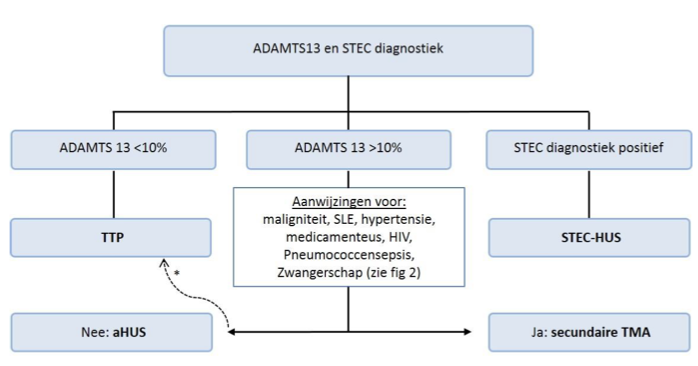 ADAMTS13 en STEC diagnostiek
ADAMTS 13 <10%
ADAMTS 13 >10%
STEC diagnostiek positief
Aanwijzingen voor:
maligniteit, SLE, hypertensie,
medicamenteus, HIV,
Pneumococcensepsis,
Zwangerschap (zie fig 2)
TTP
STEC-HUS
*
Nee: aHUS
Ja: secundaire TMA